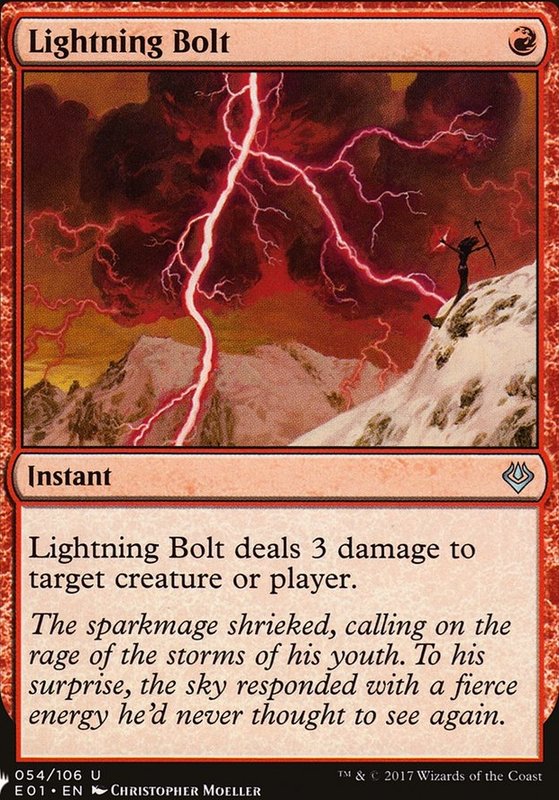 Lightning Bolt
Instant
Lightning Bolt deals 3 damage to
target creature or player.
The sparkmage shrieked, calling on the
rage of the storms of his youth. To his
surprise, the sky responded with a fierce
energy he’d never thought to see again.
054/106 U
E01 • EN Christopher Moeller
™ & © 2017 Wizards of the Coast